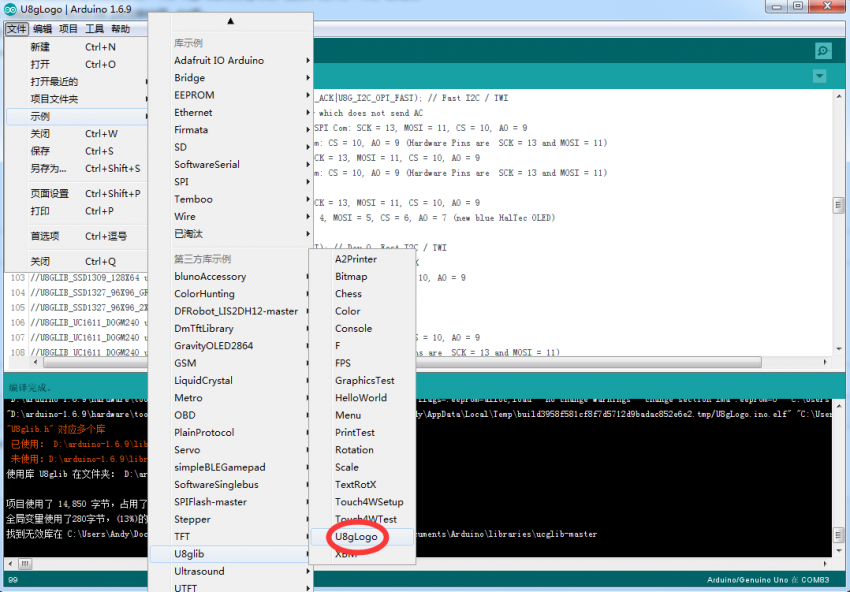 U8gLogo | Arduino 1.6.9
文件 编辑 项目 工具 帮助
新建 Ctrl+N
打开 Ctrl+O
打开最近的
项目文件夹
示例
关闭 Ctrl+W
保存 Ctrl+S
另存为... Ctrl+Shift+S
页面设置 Ctrl+Shift+P
打印 Ctrl+P
首选项 Ctrl+逗号
关闭 Ctrl+Q
库示例
Adafruit IO Arduino
Bridge
EEPROM
Ethernet
Firmata
SD
SoftwareSerial
SPI
Temboo
Wire
已淘汰
第三方库示例
blunoAccessory
ColorHunting
DFRobot_LIS2DH12-master
DmTftLibrary
GravityOLED2864
GSM
LiquidCrystal
Metro
OBD
PlainProtocol
Servo
simpleBLEGamepad
SoftwareSinglebus
SPIFlash-master
Stepper
TFT
U8glib
Ultrasound
UTFT
A2Printer
Bitmap
Chess
Color
Console
F
FPS
GraphicsTest
HelloWorld
Menu
PrintTest
Rotation
Scale
TextRotX
Touch4WSetup
Touch4WTest
U8gLogo
XBM
_ACK|U8G_I2C_OPT_FAST); // Fast I2C / TWI
which does not send AC
SPI Com: SCK = 13, MOSI = 11, CS = 10, A0 = 9
m: CS = 10, A0 = 9 (Hardware Pins are SCK = 13 and MOSI = 11)
CK = 13, MOSI = 11, CS = 10, A0 = 9
m: CS = 10, A0 = 9 (Hardware Pins are SCK = 13 and MOSI = 11)
CK = 13, MOSI = 11, CS = 10, A0 = 9
4, MOSI = 5, CS = 6, A0 = 7 (new blue HalTec OLED)
I); // Dev 0, Fast I2C / TWI
10, A0 = 9
S = 10, A0 = 9
S = 10, A0 = 9
ns are SCK = 13 and MOSI = 11)
103 //U8GLIB_SSD1309_128X64 u
104 //U8GLIB_SSD1327_96X96_GR
105 //U8GLIB_SSD1327_96X96_2X
106 //U8GLIB_UC1611_DOGM240 u
107 //U8GLIB_UC1611_DOGM240 u
108 //U8GLIB_UC1611_DOGM240 u
编译完成。
"D:\arduino-1.6.9\hardware\too
"D:\arduino-1.6.9\hardware\too
dy\AppData\Local\Temp\build3958f581cf8f7d5712d9badac852e6e2.tmp/U8gLogo.ino.elf" "C:\User
"U8glib.h" 对应多个库
已使用: D:\arduino-1.6.9\lib
未使用: D:\arduino-1.6.9\libr
使用库 U8glib 在文件夹: D:\ar
项目使用了 14,850 字节，占用了
全局变量使用了280字节，(13%)的
找到无效库在 C:\Users\Andy\Doc
cuments\Arduino\libraries\ucglib-master
99
Arduino/Genuino Uno 在 COM83